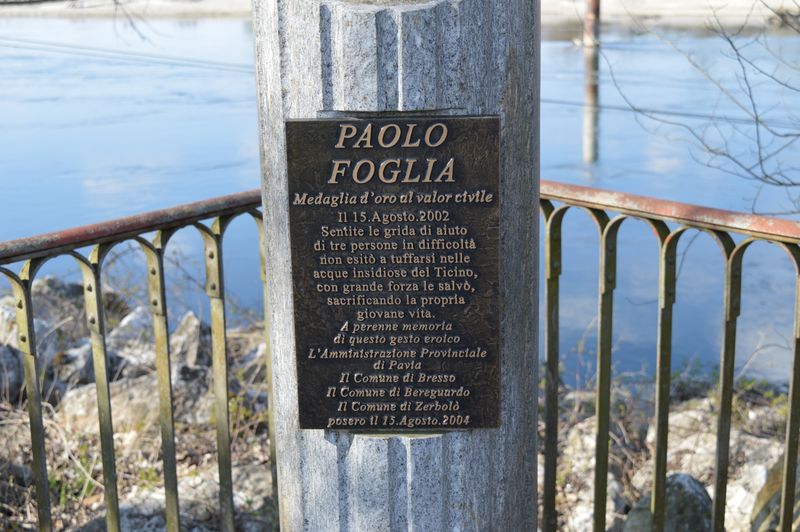 PAOLO
FOGLIA
Medaglia d'oro al valor civile
Il 15.Agosto.2002
Sentite le grida di aiuto
di tre persone in difficoltà
non esitò a tuffarsi nelle
acque insidiose del Ticino,
con grande forza le salvò,
sacrificando la propria
giovane vita.
A perenne memoria
di questo gesto eroico
L'Amministrazione Provinciale
di Pavia
Il Comune di Bresso
Il Comune di Bereguardo
Il Comune di Zerbolò
posero il 15.Agosto.2004